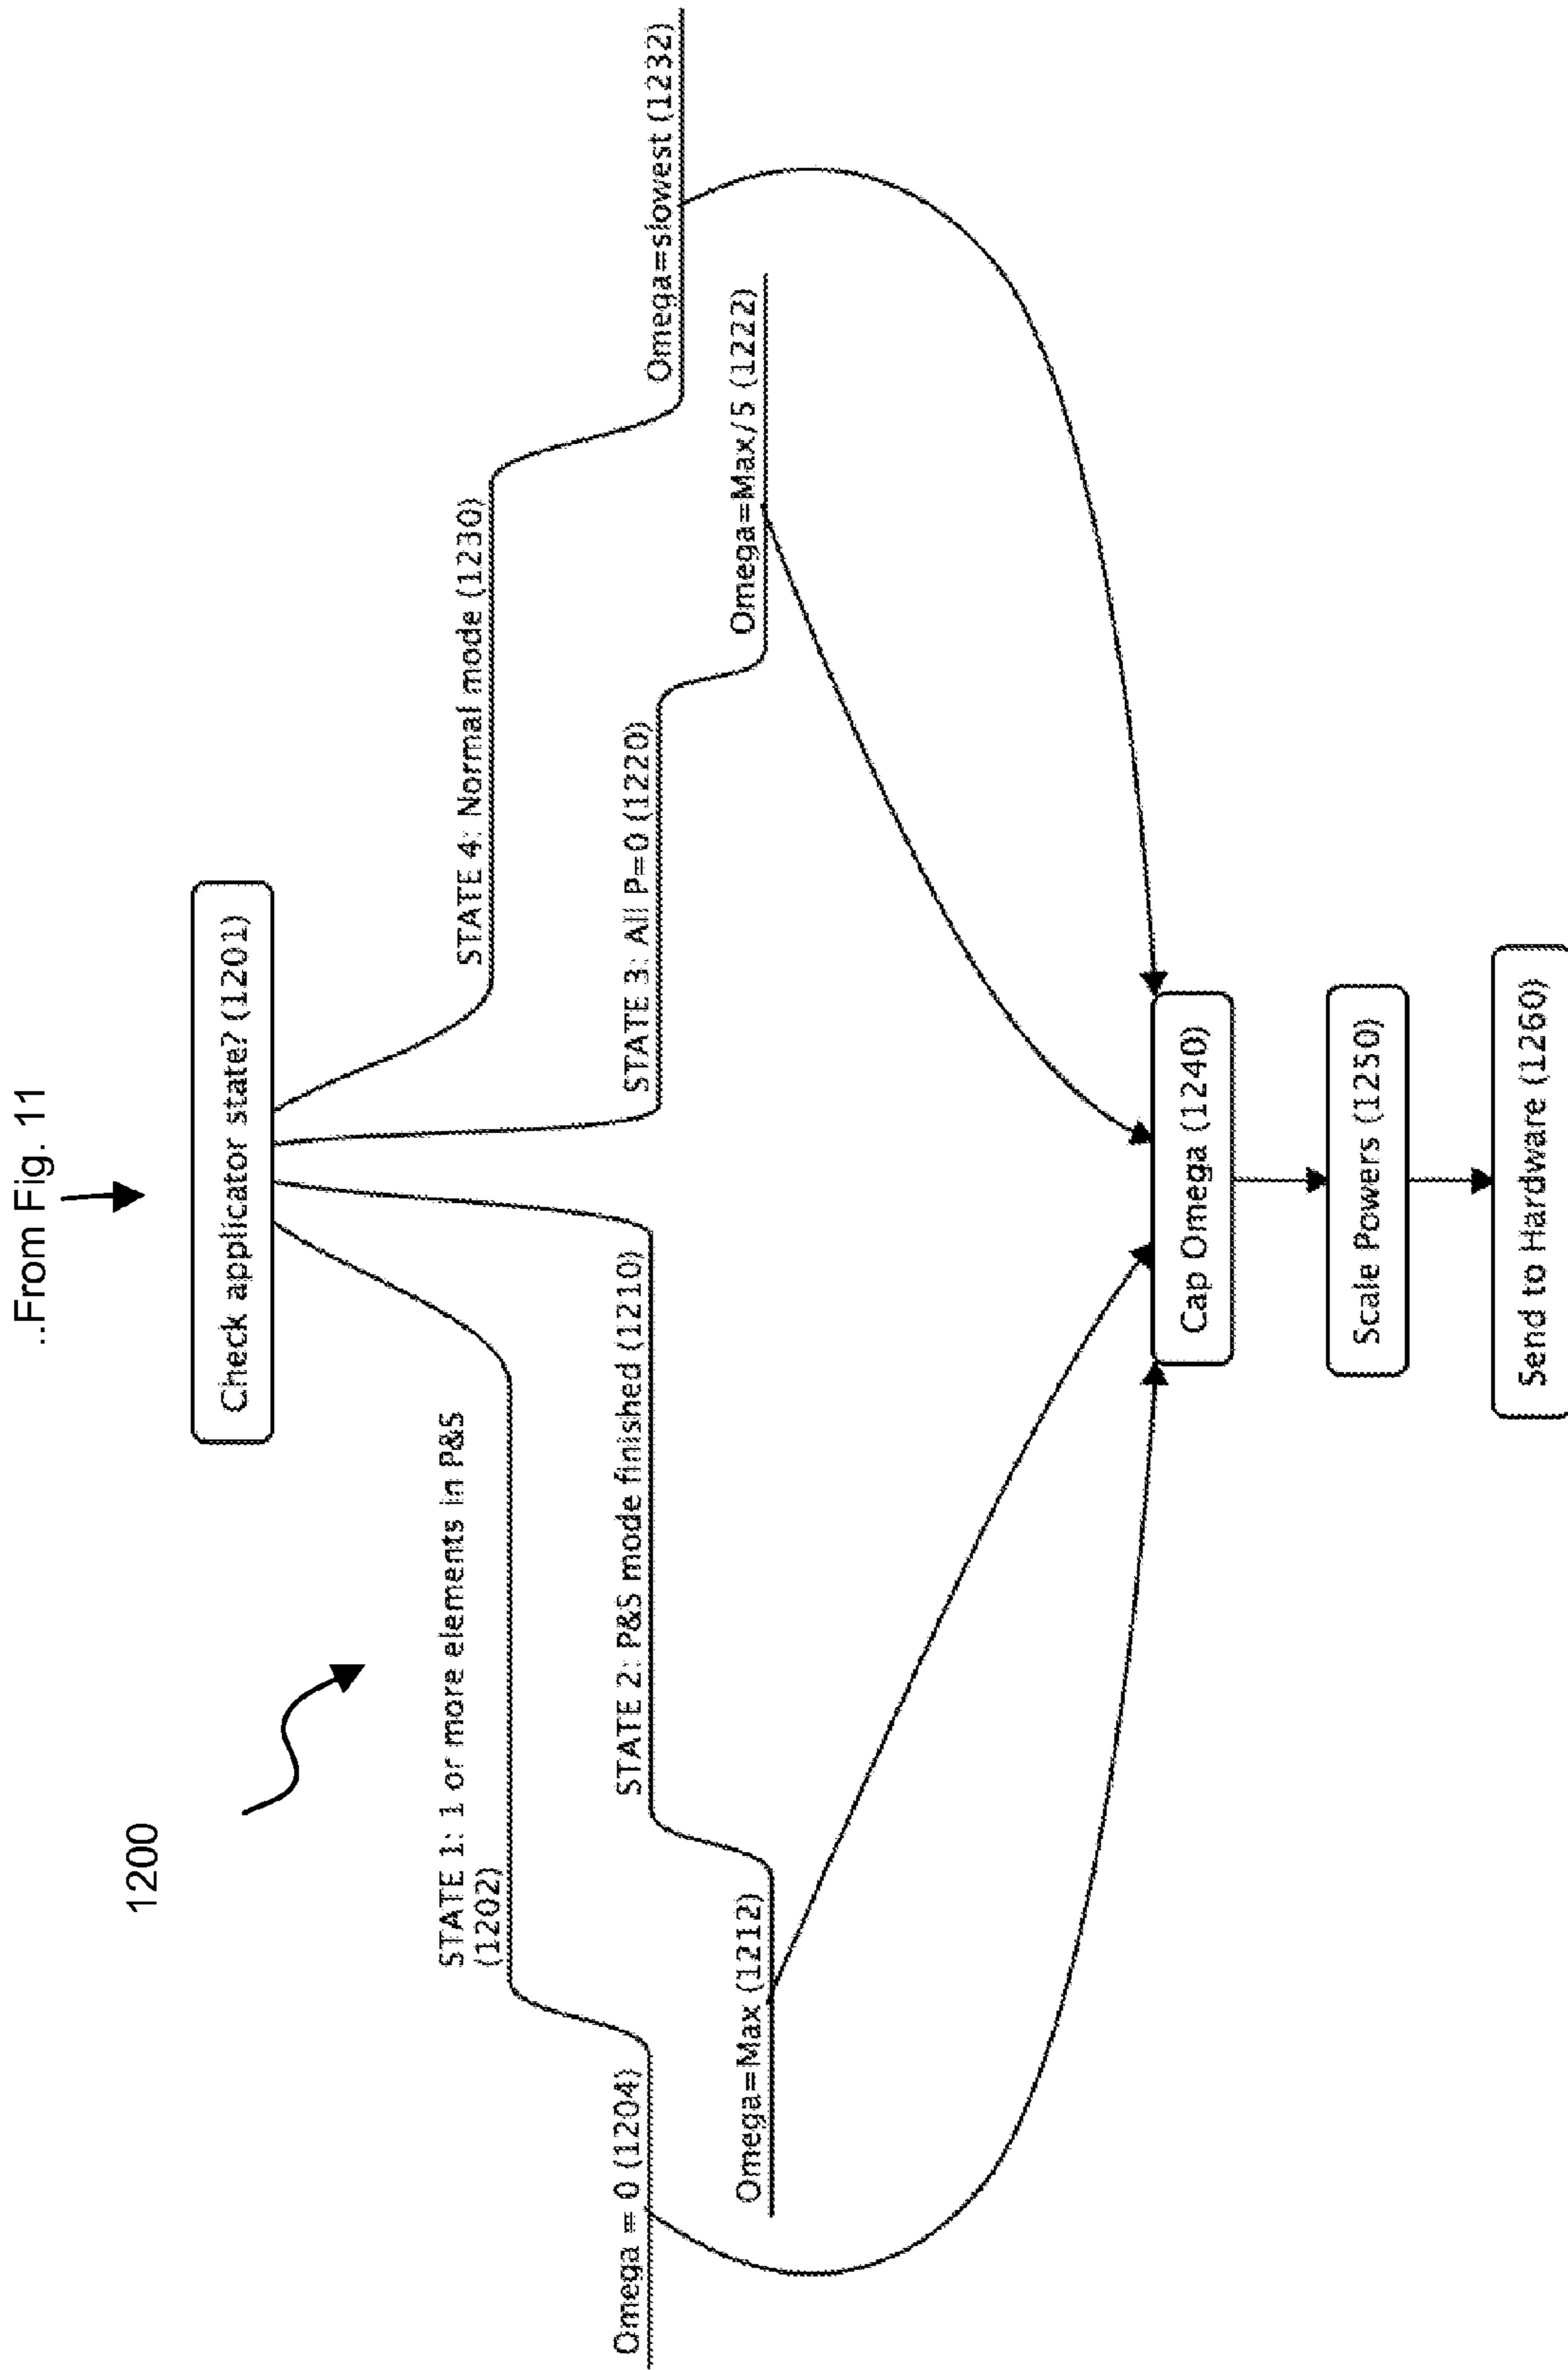 ..From Fig. 11
1200
Check applicator state? (1201)
STATE 1: 1 or more elements in P&S
(1202)
Omega = 0 (1204)
STATE 2: P&S mode finished (1210)
Omega=Max (1212)
STATE 3: All P=0 (1220)
Omega=Max/5 (1222)
STATE 4: Normal mode (1230)
Omega=slowest (1232)
Cap Omega (1240)
Scale Powers (1250)
Send to Hardware (1260)